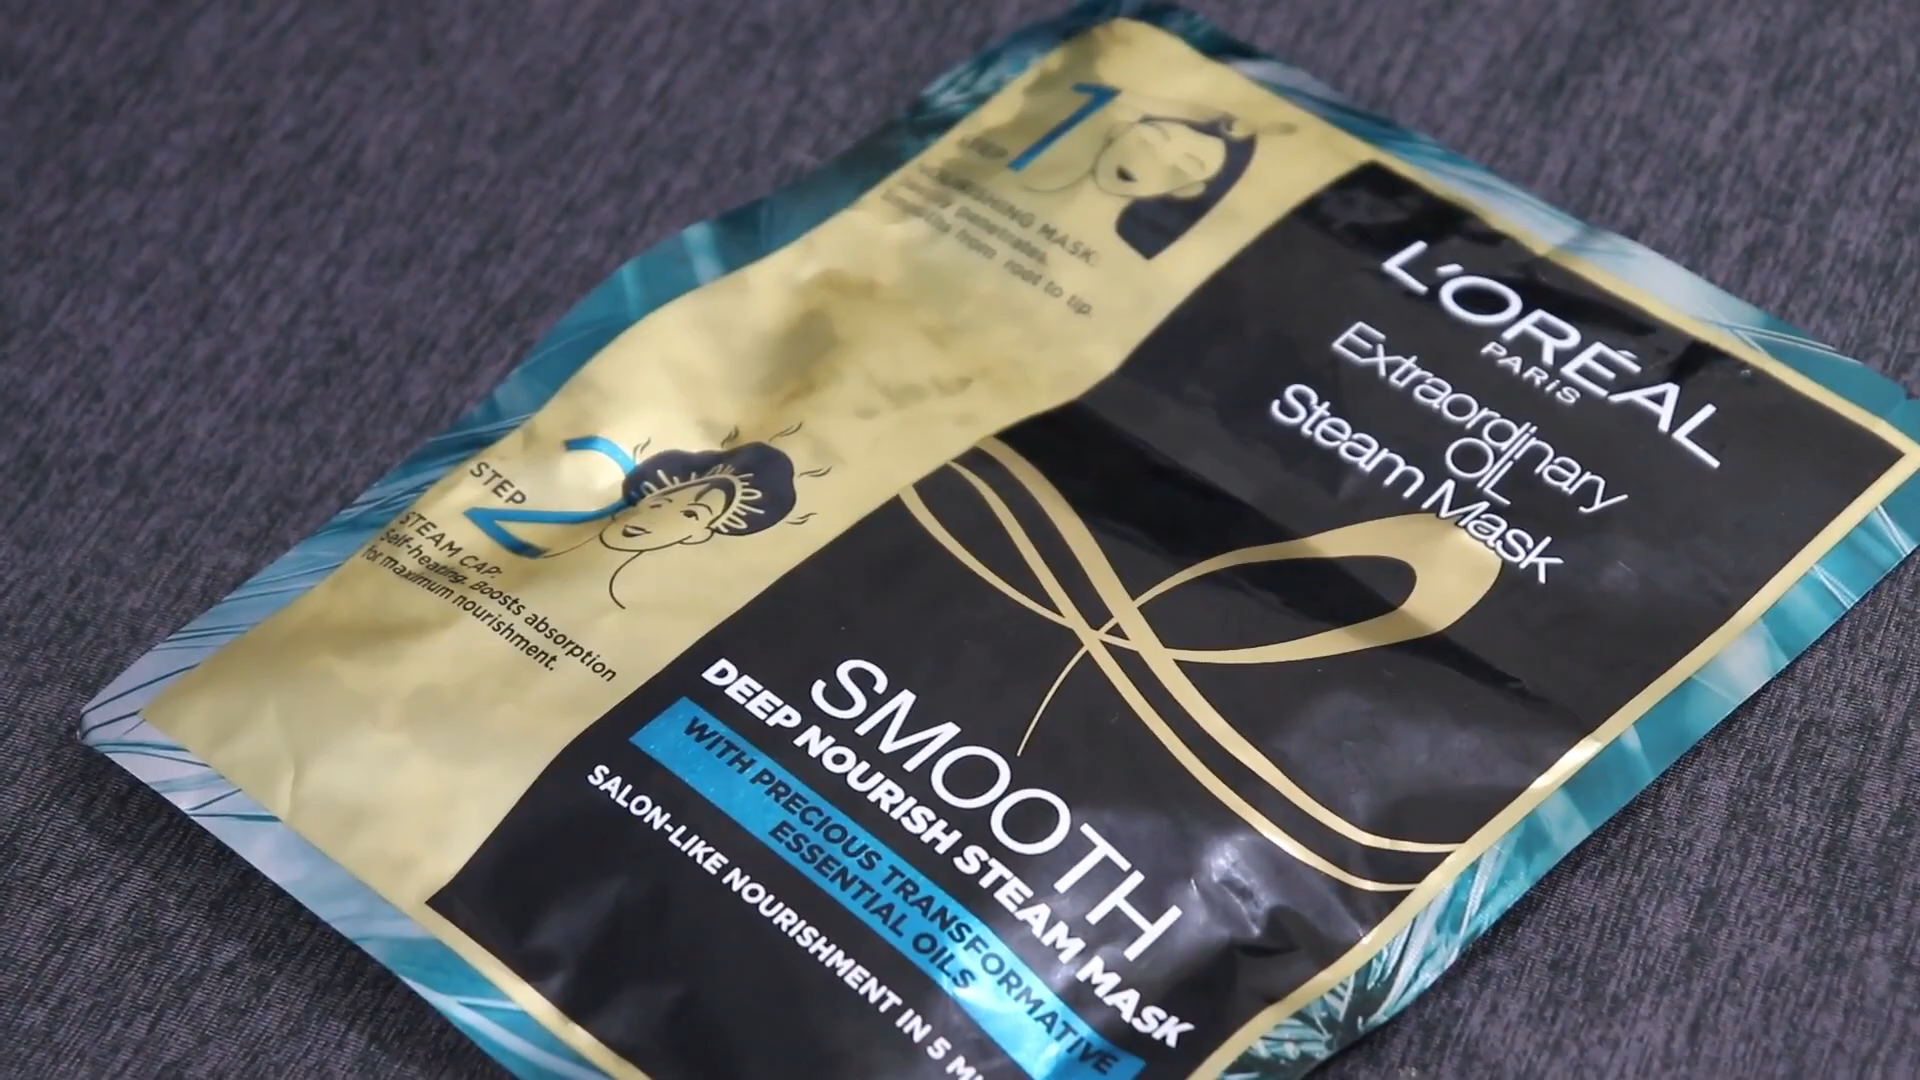 L'ORÉAL
PARIS
Extraordinary
OIL
Steam Mask
SMOOTH
DEEP NOURISH STEAM MASK
WITH PRECIOUS TRANSFORMATIVE
ESSENTIAL OILS
SALON-LIKE NOURISHMENT IN 5
STEP 1
MASK:
penetrates,
from root to tip.
STEP 2
STEAM CAP:
Self-heating. Boosts absorption
for maximum nourishment.